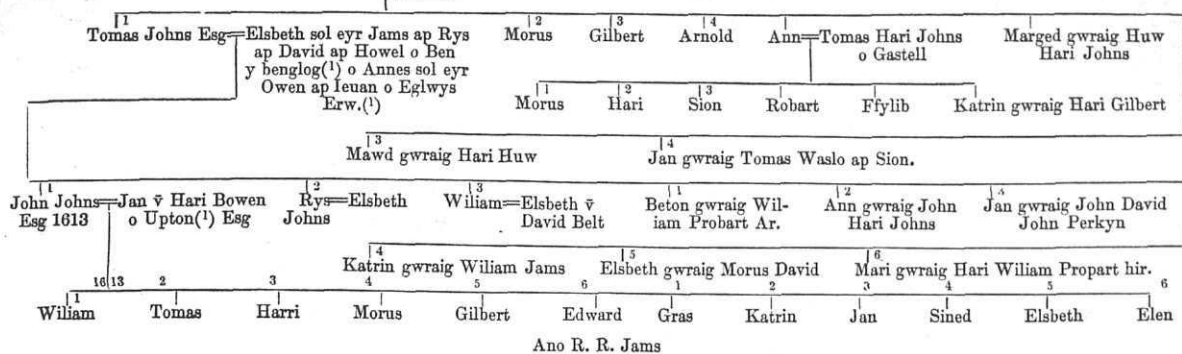 1 2 3 4
Tomas Johns Esg=Elsbeth sol eyr Jams ap Rys Morus Gilbert Arnold Ann=Tomas Hari Johns Marged gwraig Huw
ap David ap Howel o Ben o Gastell Hari Johns
y benglog(¹) o Annes sol eyr
Owen ap Ieuan o Eglwys 1 2 3
Erw.(¹) Morus Hari Sion Robart Ffylib Katrin gwraig Hari Gilbert
3 4
Mawd gwraig Hari Huw Jan gwraig Tomas Waslo ap Sion.
1 2 3 1 2
John Johns=Jan v̄ Hari Bowen Rys=Elsbeth Wiliam=Elsbeth v̄ Beton gwraig Wil- Ann gwraig John Jan gwraig John David
Esg 1613 o Upton(¹) Esg Johns David Belt iam Probart Ar. Hari Johns John Perkyn
4 5 6
Katrin gwraig Wiliam Jams Elsbeth gwraig Morus David Mari gwraig Hari Wiliam Propart hir.
1613
1 2 3 4 5 6 1 2 3 4 5 6
Wiliam Tomas Harri Morus Gilbert Edward Gras Katrin Jan Sined Elsbeth Elen
Ano R. R. Jams